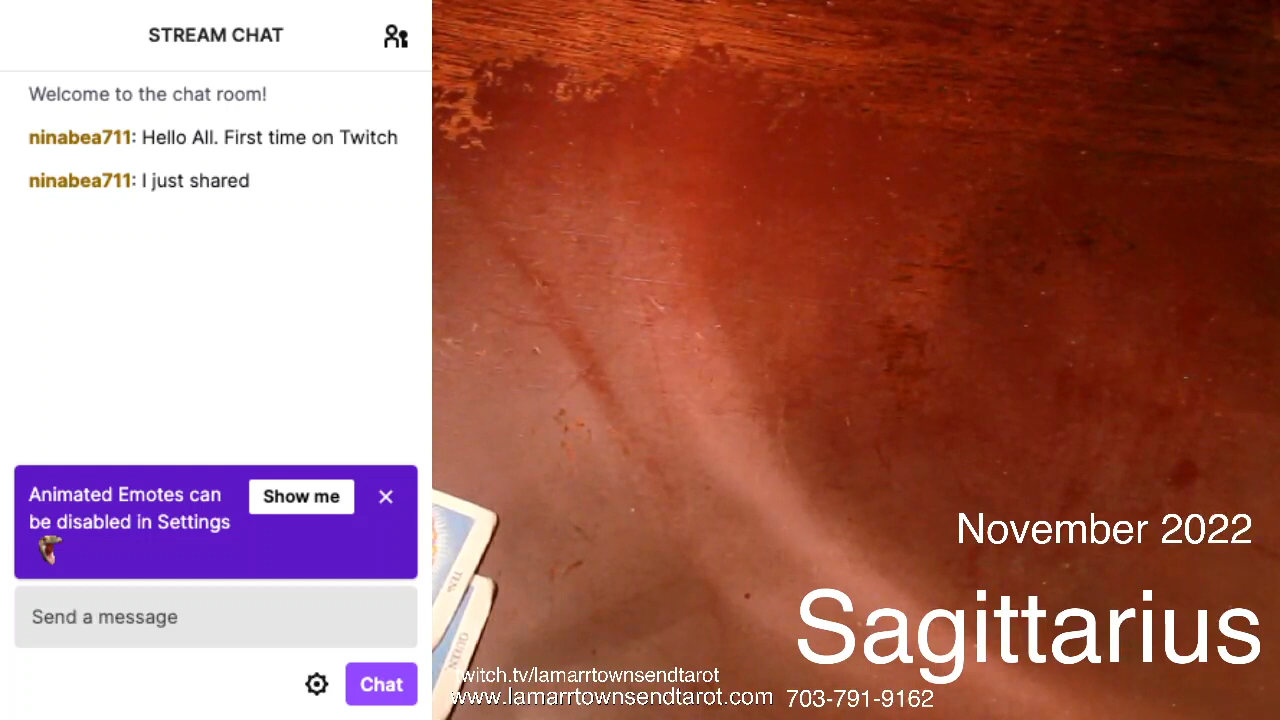 STREAM CHAT
Welcome to the chat room!
ninabea711: Hello All. First time on Twitch
ninabea711: I just shared
Animated Emotes can
be disabled in Settings
Show me
Send a message
Chat
TEN
QUEEN
November 2022
Sagittarius
twitch.tv/lamarrtownsendtarot
www.lamarrtownsendtarot.com 703-791-9162